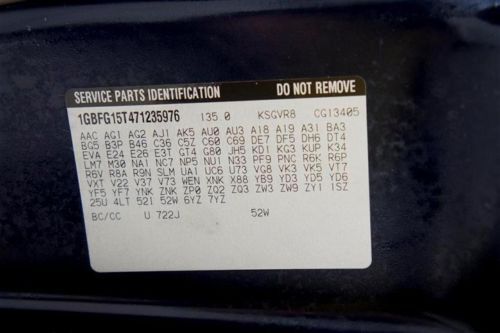 SERVICE PARTS IDENTIFICATION DO NOT REMOVE
1GBFG15T471235976 135.0 KSGVR8 CG13405
AAC AG1 AG2 AJ1 AK5 AU0 AU3 A18 A19 A31 BA3
BG5 B3P B46 C36 C5Z C60 C69 DE7 DF5 DH6 DT4
EVA E24 E26 E3T GT4 G80 JH5 KD1 KG3 KUP K34
LM7 M30 NA1 NC7 NP5 NU1 N33 PF9 PNC R6K R6P
R6V R8A R9N SLM UA1 UC6 U73 VG8 VK3 VK5 VT7
VXT V22 V37 V73 WEN XNK X88 YB9 YD3 YD5 YD6
YF5 YF7 YNK ZNK ZP0 ZQ2 ZQ3 ZW3 ZW9 ZY1 1SZ
25U 4LT 52I 52W 6YZ 7YZ
BC/CC U 722J 52W